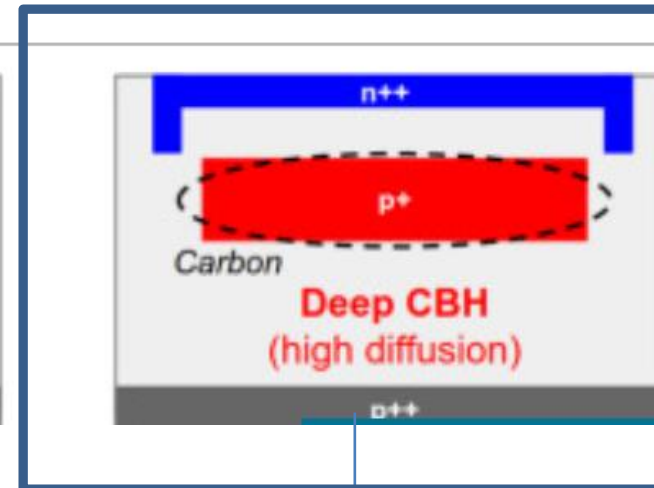 n++
p+
Carbon
Deep CBH
(high diffusion)
p++